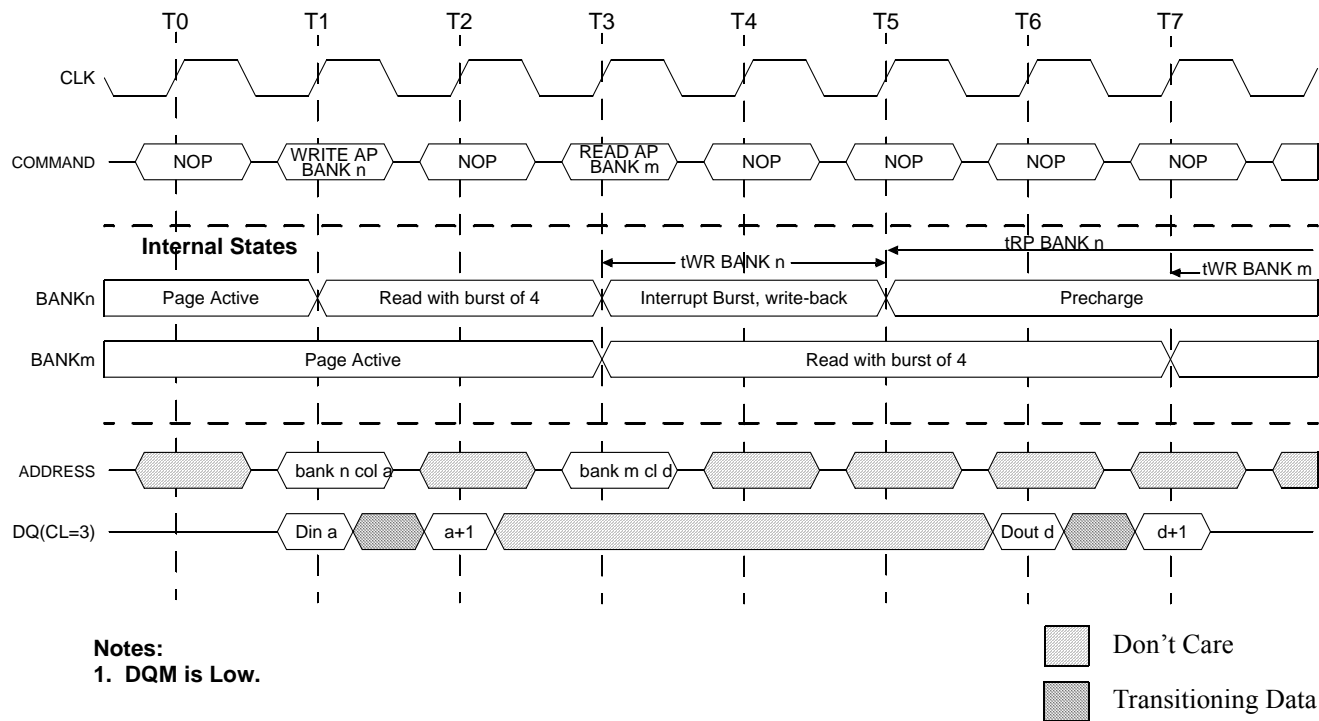 T0 T1 T2 T3 T4 T5 T6 T7
CLK
COMMAND NOP WRITE AP BANK n NOP READ AP BANK m NOP NOP NOP NOP
Internal States
tRP BANK n
tWR BANK n
tWR BANK m
BANKn Page Active Read with burst of 4 Interrupt Burst, write-back Precharge
BANKm Page Active Read with burst of 4
ADDRESS bank n col a bank m cl d
DQ(CL=3) Din a a+1 Dout d d+1
Notes:
1. DQM is Low.
Don't Care
Transitioning Data